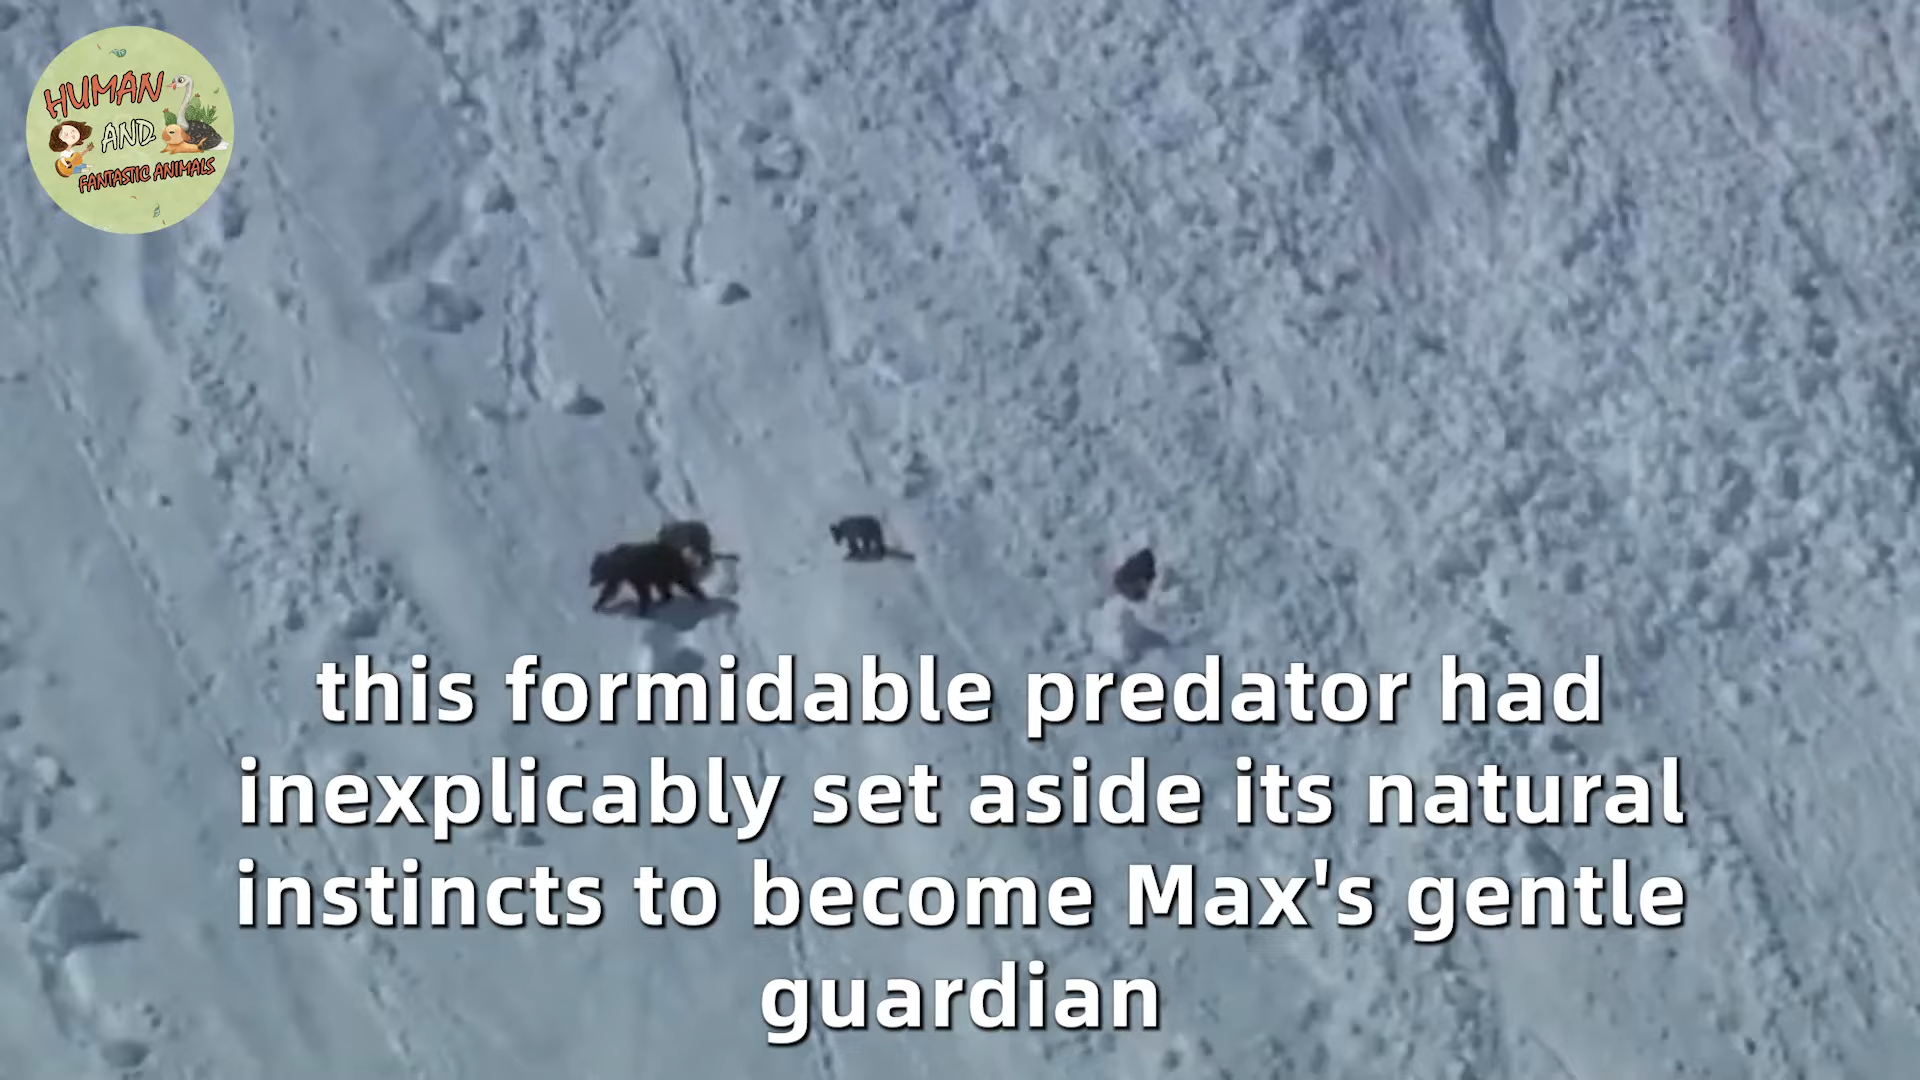 HUMAN
AND
FANTASTIC ANIMALS
this formidable predator had
inexplicably set aside its natural
instincts to become Max's gentle
guardian